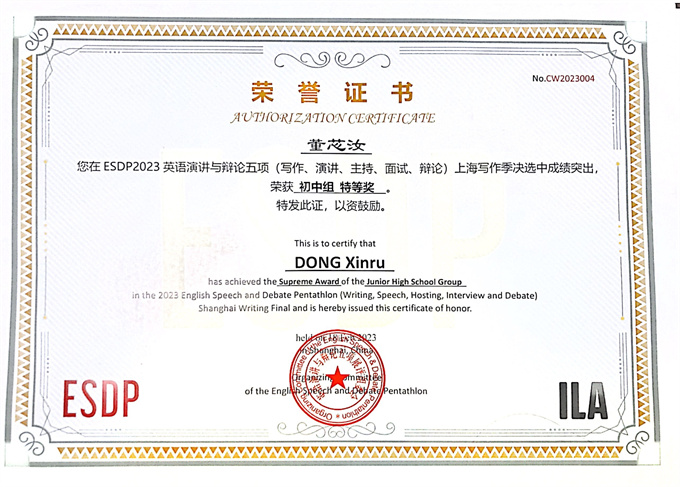 No.CW2023004
荣誉证书
AUTHORIZATION CERTIFICATE
董芯汝
您在 ESDP2023 英语演讲与辩论五项（写作、演讲、主持、面试、辩论）上海写作季决选中成绩突出，
荣获 初中组 特等奖 。
特发此证，以资鼓励。
This is to certify that
DONG Xinru
has achieved the Supreme Award of the Junior High School Group
in the 2023 English Speech and Debate Pentathlon (Writing, Speech, Hosting, Interview and Debate)
Shanghai Writing Final and is hereby issued this certificate of honor.
held on 2023
in Shanghai, China
Organizing Committee
of the English Speech and Debate Pentathlon
ESDP
ILA